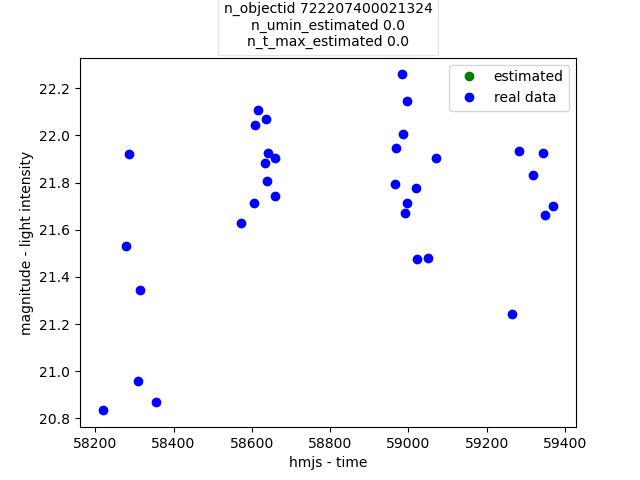 n_objectid 722207400021324
n_umin_estimated 0.0
n_t_max_estimated 0.0
estimated
real data
magnitude - light intensity
22.2
22.0
21.8
21.6
21.4
21.2
21.0
20.8
58200 58400 58600 58800 59000 59200 59400
hmjs - time